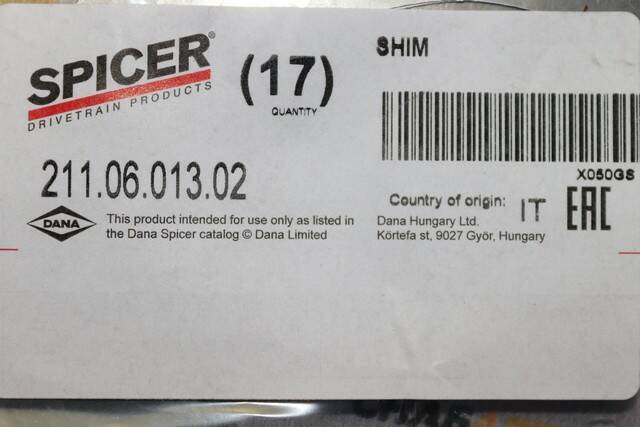 SPICER®
DRIVETRAIN PRODUCTS
(17)
QUANTITY
SHIM
X050GS
211.06.013.02
Country of origin: IT
EAC
DANA
This product intended for use only as listed in
the Dana Spicer catalog © Dana Limited
Dana Hungary Ltd.
Körtefa st, 9027 Györ, Hungary